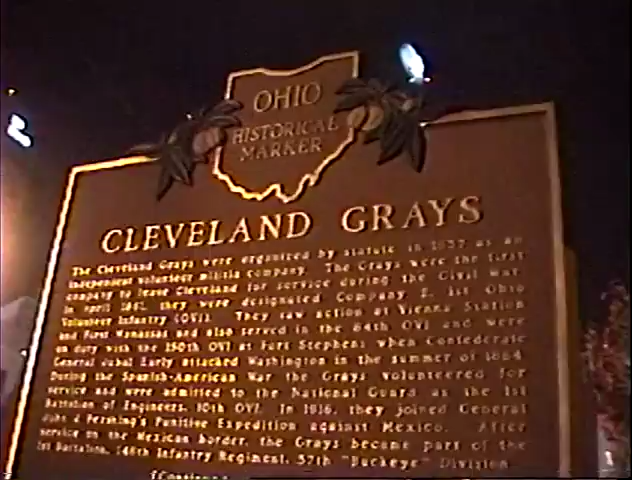 OHIO
HISTORICAL
MARKER
CLEVELAND GRAYS
The Cleveland Grays were organized by statute in 1837 as an
independent volunteer militia company. The Grays were the first
company to leave Cleveland for service during the Civil War
in April 1861. they were designated Company E, 1st Ohio
Volunteer Infantry (OVI). They saw action at Vienna Station
and First Manassas and also served in the 84th OVI and were
on duty with the 150th OVI at Fort Stephens when Confederate
General Jubal Early attacked Washington in the summer of 1864.
During the Spanish-American War the Grays volunteered for
service and were admitted to the National Guard as the 1st
Battalion of Engineers, 10th OVI. In 1916, they joined General
John J Pershing's Punitive Expedition against Mexico. After
service on the Mexican border, the Grays became part of the
1st Battalion, 148th Infantry Regiment, 37th "Buckeye" Division